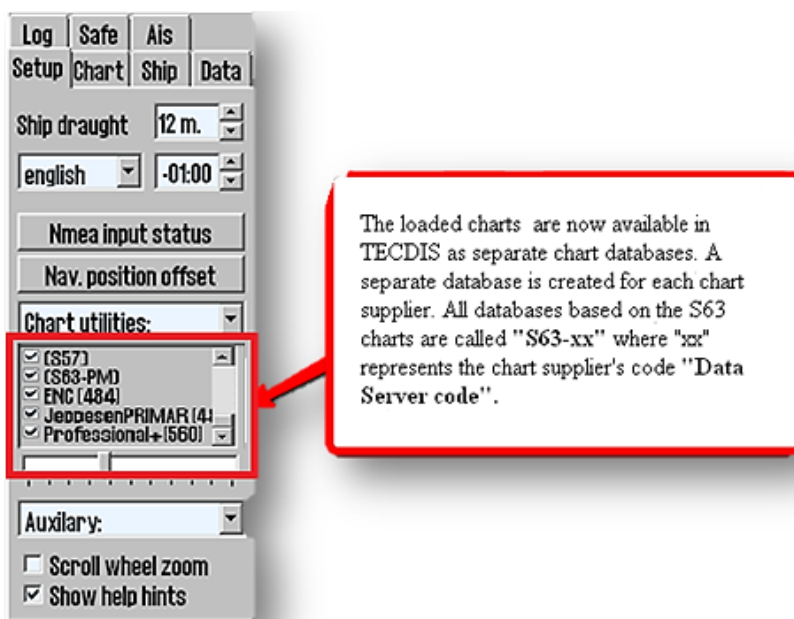 Log Safe Ais
Setup Chart Ship Data
Ship draught 12 m.
english -01:00
Nmea input status
Nav. position offset
Chart utilities:
(S57)
(S63-PM)
ENC (484)
JeppesenPRIMAR (48
Professional+(560)
Auxilary:
Scroll wheel zoom
Show help hints
The loaded charts are now available in
TECDIS as separate chart databases. A
separate database is created for each chart
supplier. All databases based on the S63
charts are called "S63-xx" where "xx"
represents the chart supplier's code "Data
Server code".